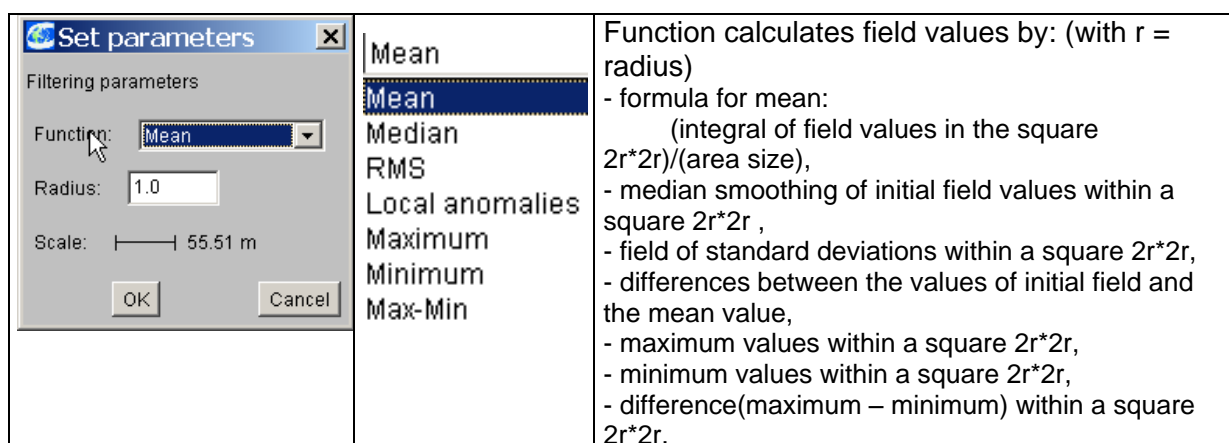 Set parameters
Filtering parameters
Function: Mean
Radius: 1.0
Scale: 55.51 m
OK Cancel
Mean
Mean
Median
RMS
Local anomalies
Maximum
Minimum
Max-Min
Function calculates field values by: (with r =
radius)
- formula for mean:
(integral of field values in the square
2r*2r)/(area size),
- median smoothing of initial field values within a
square 2r*2r ,
- field of standard deviations within a square 2r*2r,
- differences between the values of initial field and
the mean value,
- maximum values within a square 2r*2r,
- minimum values within a square 2r*2r,
- difference(maximum – minimum) within a square
2r*2r.